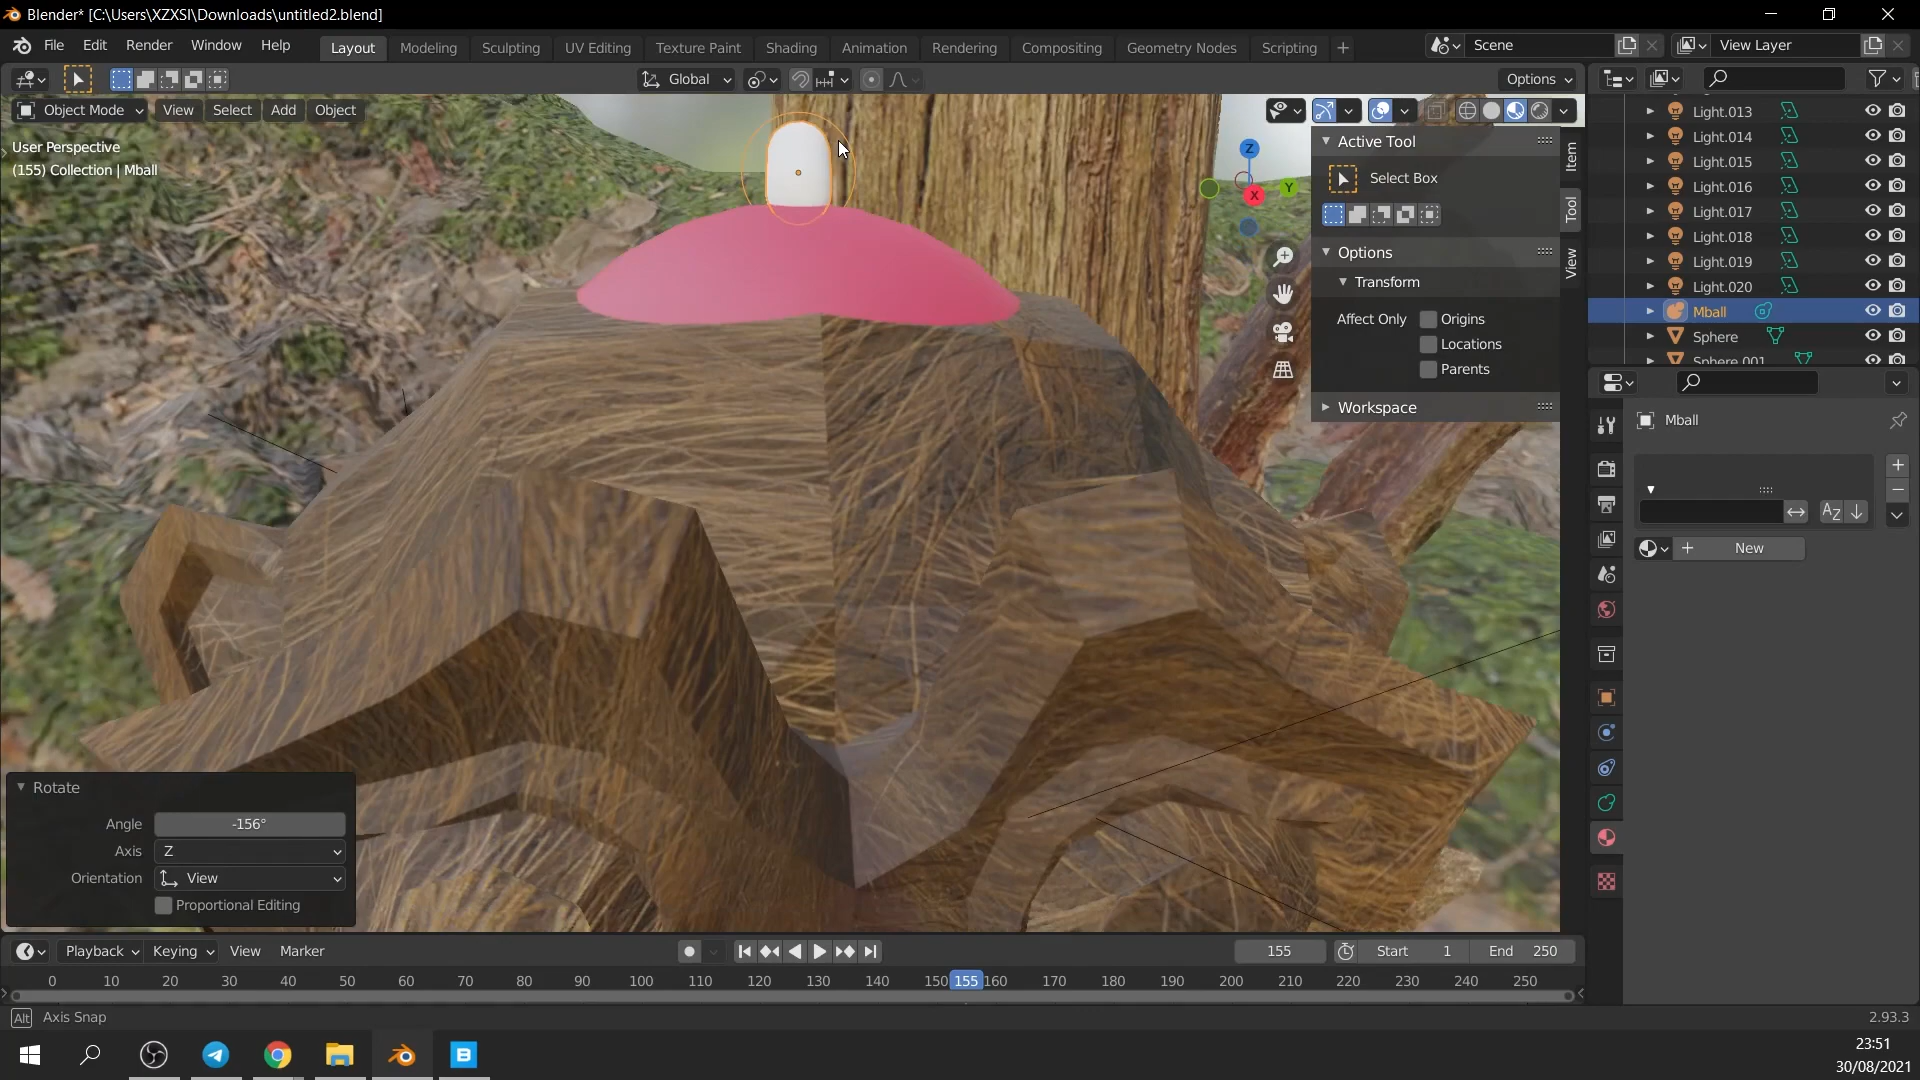 Blender* [C:\Users\XZXSI\Downloads\untitled2.blend]
File Edit Render Window Help Layout Modeling Sculpting UV Editing Texture Paint Shading Animation Rendering Compositing Geometry Nodes Scripting + Scene View Layer
Global Options
Object Mode View Select Add Object
User Perspective
(155) Collection | Mball
Z
Y
X
Active Tool
Select Box
Options
Transform
Affect Only Origins
Locations
Parents
Workspace
Item
Tool
View
Light.013
Light.014
Light.015
Light.016
Light.017
Light.018
Light.019
Light.020
Mball
Sphere
Sphere.001
Mball
AZ
+ New
Rotate
Angle -156°
Axis Z
Orientation View
Proportional Editing
Playback Keying View Marker 155 Start 1 End 250
0 10 20 30 40 50 60 70 80 90 100 110 120 130 140 150 155 160 170 180 190 200 210 220 230 240 250
Alt Axis Snap 2.93.3
B
23:51
30/08/2021